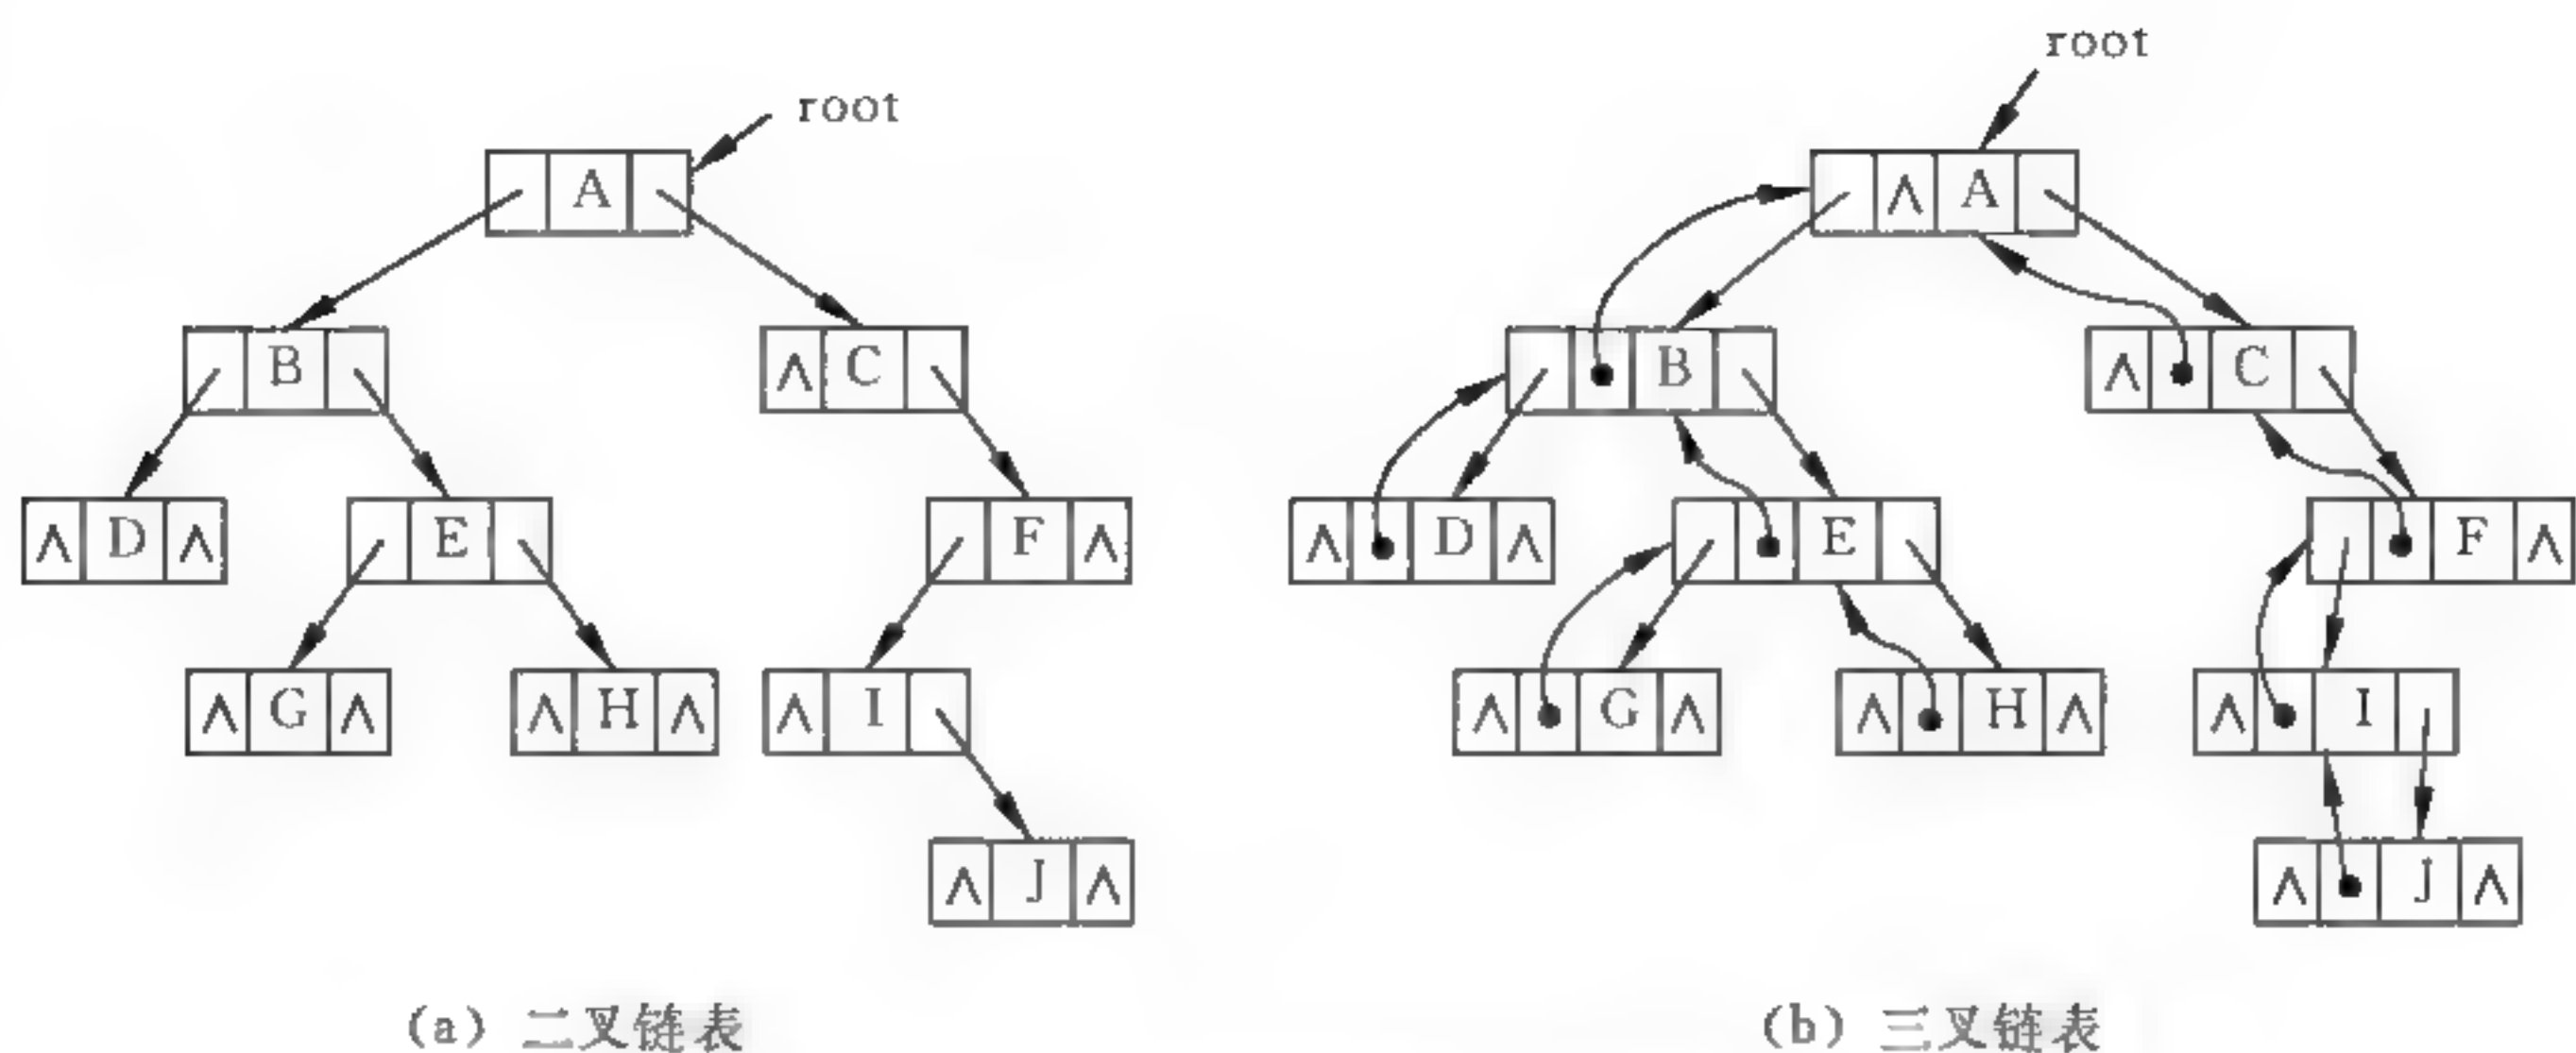 root
A
B C
∧ C
∧ D ∧
E
F ∧
∧ G ∧
∧ H ∧
∧ I
∧ J ∧
(a) 二叉链表
root
∧ A
B
∧ C
∧ D ∧
E
F ∧
∧ G ∧
∧ H ∧
∧ I
∧ J ∧
(b) 三叉链表